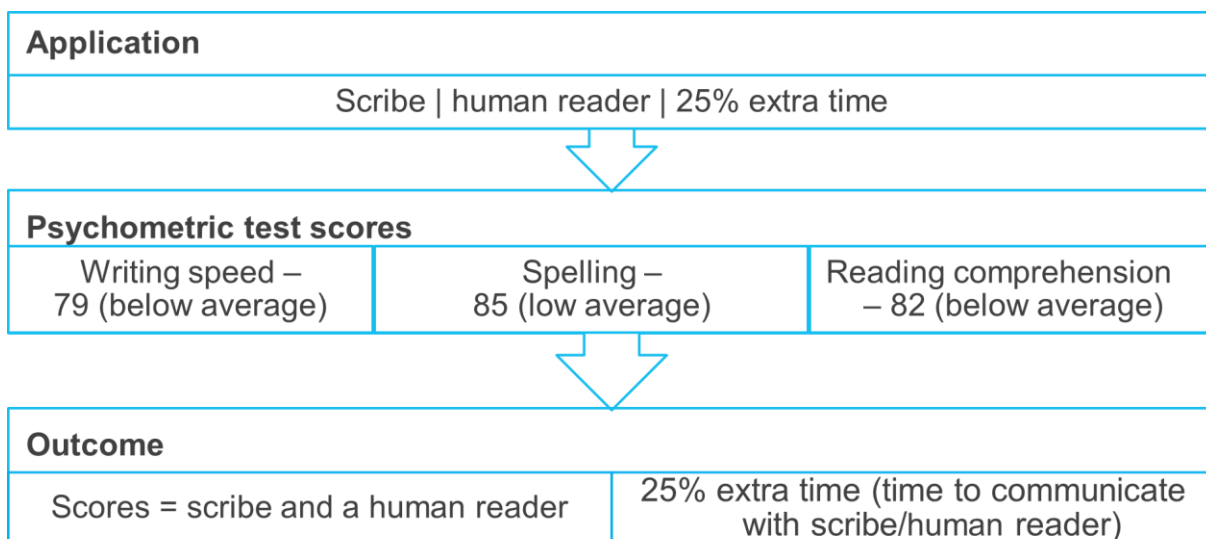 Application
Scribe | human reader | 25% extra time
Psychometric test scores
Writing speed –
79 (below average)
Spelling –
85 (low average)
Reading comprehension
– 82 (below average)
Outcome
Scores = scribe and a human reader
25% extra time (time to communicate
with scribe/human reader)